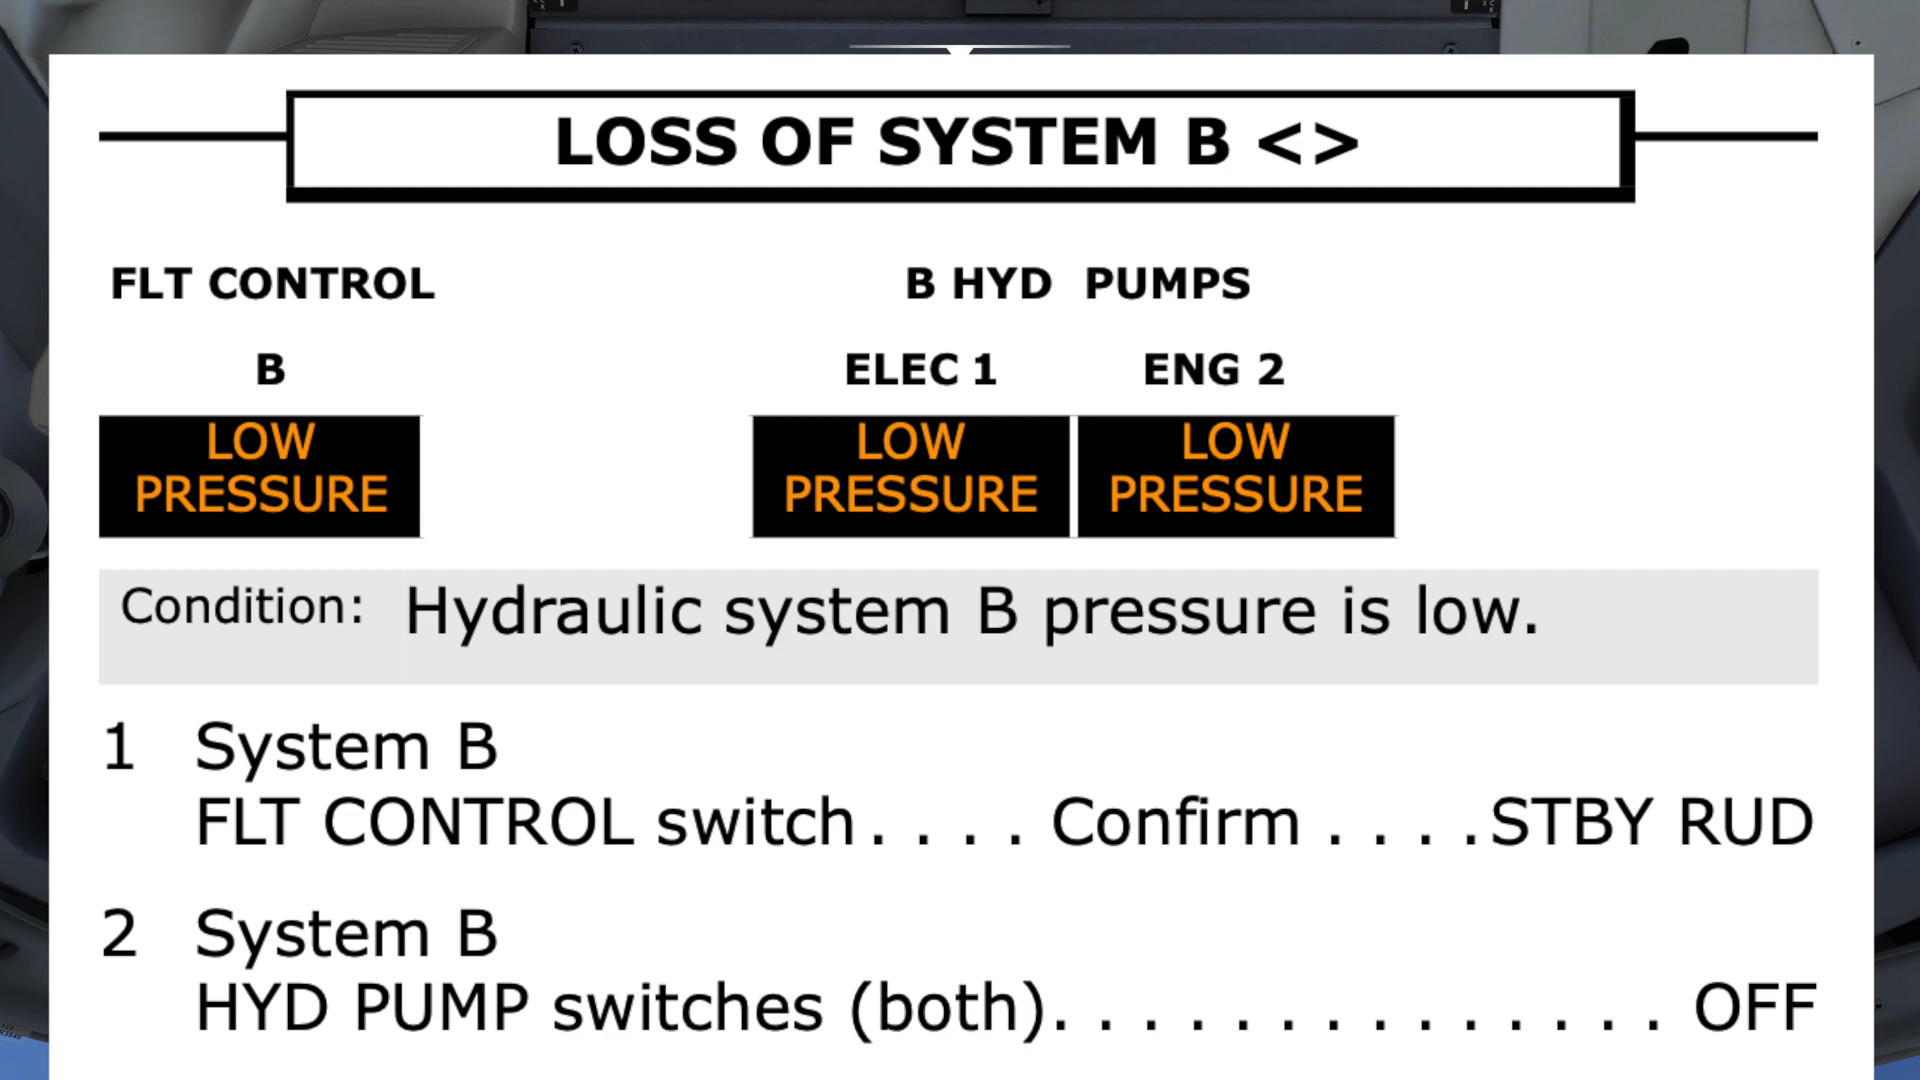 LOSS OF SYSTEM B <>
FLT CONTROL
B HYD PUMPS
B
ELEC 1
ENG 2
LOW
PRESSURE
LOW
PRESSURE
LOW
PRESSURE
Condition: Hydraulic system B pressure is low.
1 System B
FLT CONTROL switch. . . . Confirm . . . .STBY RUD
2 System B
HYD PUMP switches (both). . . . . . . . . . . . . . OFF